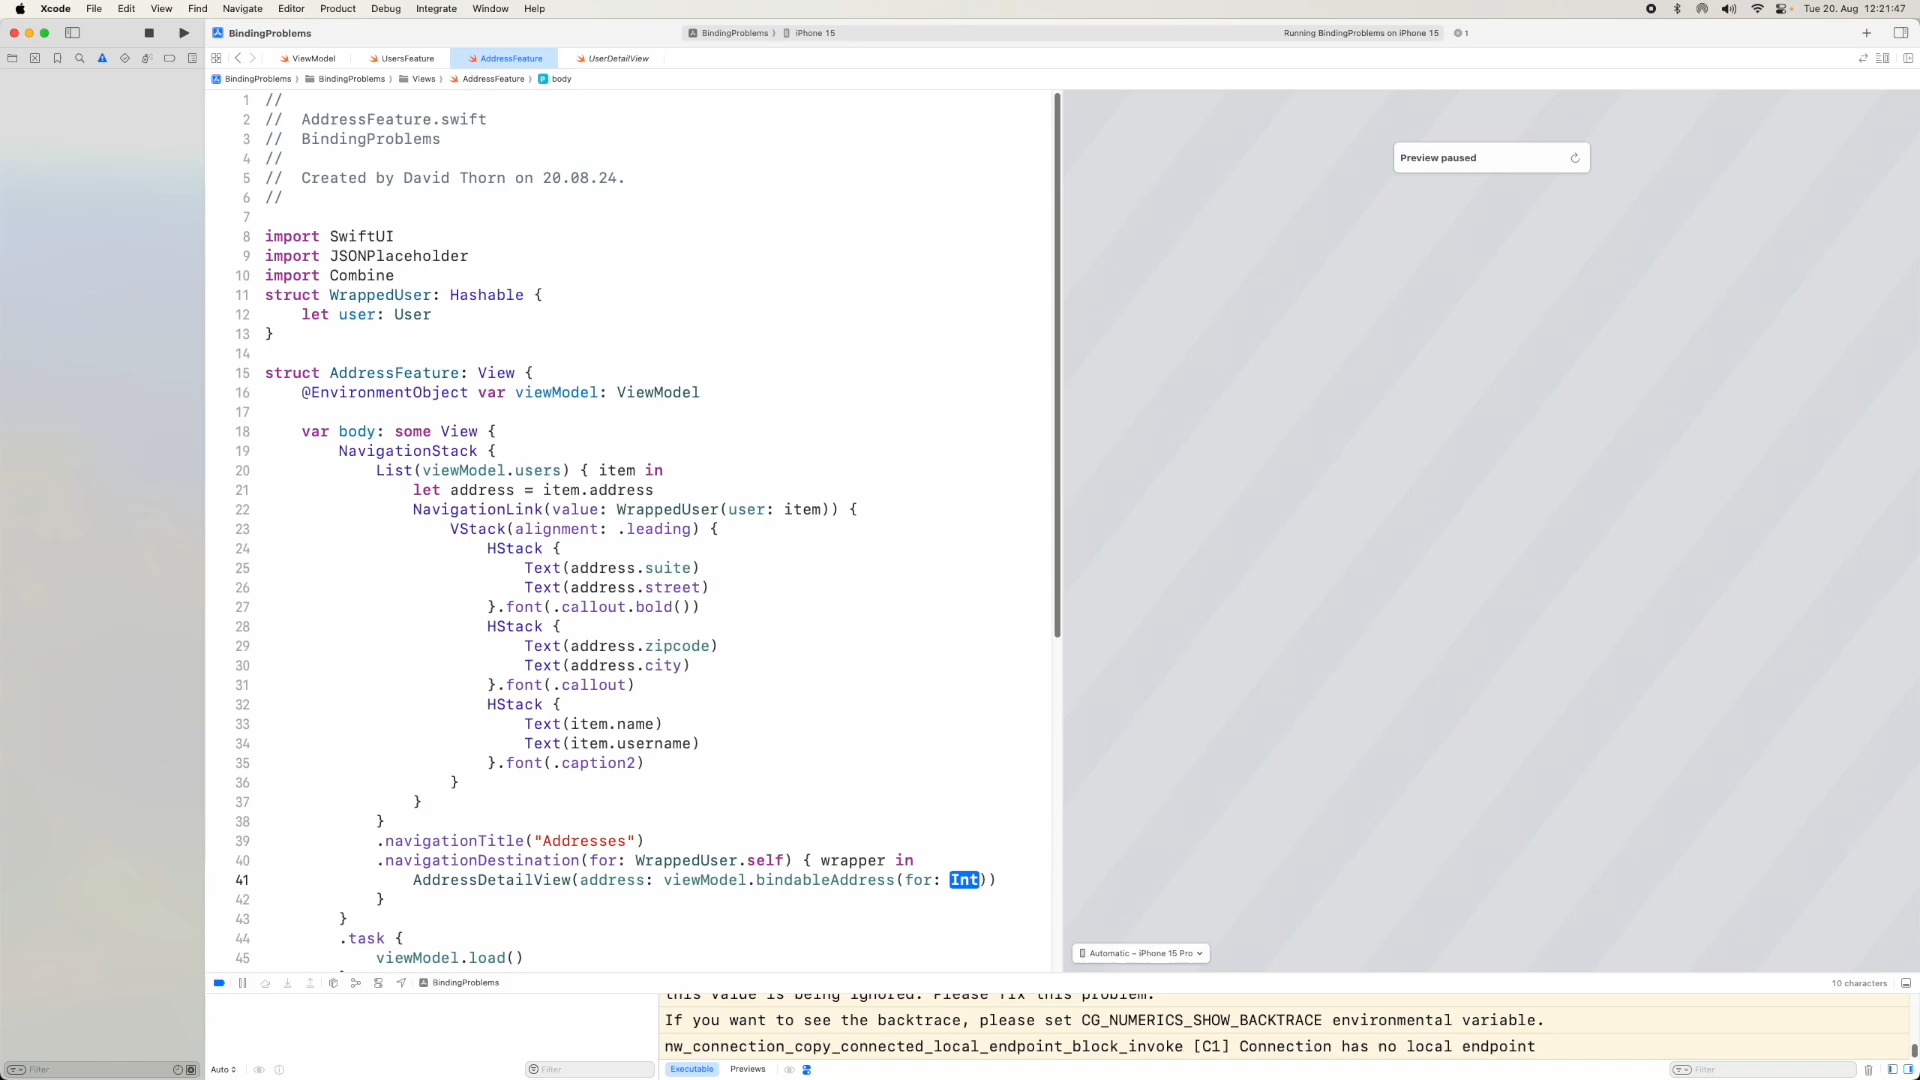 Xcode File Edit View Find Navigate Editor Product Debug Integrate Window Help Tue 20. Aug 12:21:47
BindingProblems BindingProblems iPhone 15 Running BindingProblems on iPhone 15 1
ViewModel UsersFeature AddressFeature UserDetailView
BindingProblems BindingProblems Views AddressFeature body
1 //
2 // AddressFeature.swift
3 // BindingProblems
4 //
5 // Created by David Thorn on 20.08.24.
6 //
7
8 import SwiftUI
9 import JSONPlaceholder
10 import Combine
11 struct WrappedUser: Hashable {
12 let user: User
13 }
14
15 struct AddressFeature: View {
16 @EnvironmentObject var viewModel: ViewModel
17
18 var body: some View {
19 NavigationStack {
20 List(viewModel.users) { item in
21 let address = item.address
22 NavigationLink(value: WrappedUser(user: item)) {
23 VStack(alignment: .leading) {
24 HStack {
25 Text(address.suite)
26 Text(address.street)
27 }.font(.callout.bold())
28 HStack {
29 Text(address.zipcode)
30 Text(address.city)
31 }.font(.callout)
32 HStack {
33 Text(item.name)
34 Text(item.username)
35 }.font(.caption2)
36 }
37 }
38 }
39 .navigationTitle("Addresses")
40 .navigationDestination(for: WrappedUser.self) { wrapper in
41 AddressDetailView(address: viewModel.bindableAddress(for: Int))
42 }
43 }
44 .task {
45 viewModel.load()
Preview paused
Automatic – iPhone 15 Pro
BindingProblems 10 characters
this value is being ignored. Please fix this problem.
If you want to see the backtrace, please set CG_NUMERICS_SHOW_BACKTRACE environmental variable.
nw_connection_copy_connected_local_endpoint_block_invoke [C1] Connection has no local endpoint
Filter Auto Filter Executable Previews Filter